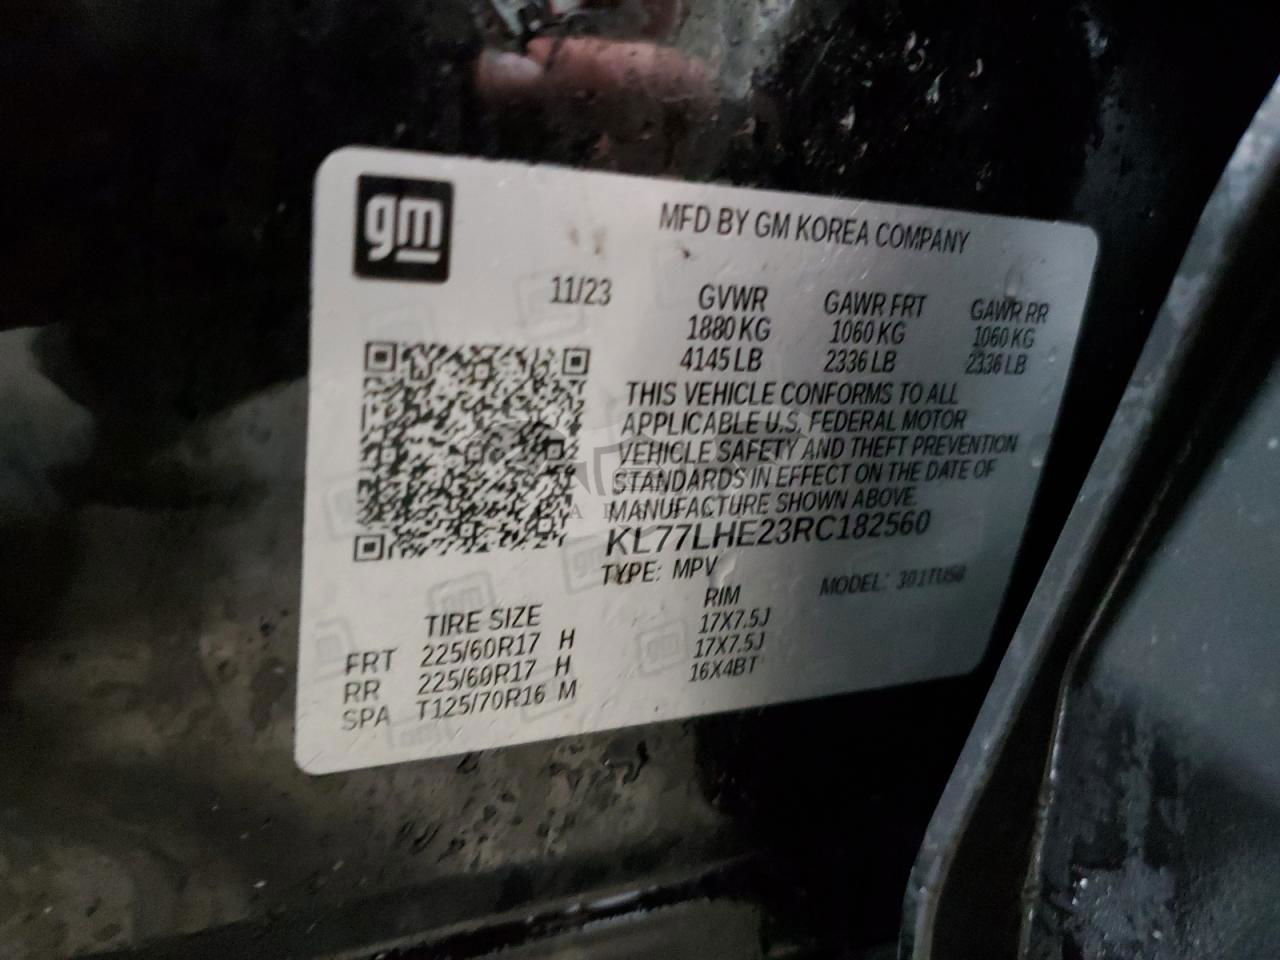 gm
MFD BY GM KOREA COMPANY
11/23
GVWR GAWR FRT GAWR RR
1880 KG 1060 KG 1060 KG
4145 LB 2336 LB 2336 LB
THIS VEHICLE CONFORMS TO ALL
APPLICABLE U.S. FEDERAL MOTOR
VEHICLE SAFETY AND THEFT PREVENTION
STANDARDS IN EFFECT ON THE DATE OF
MANUFACTURE SHOWN ABOVE.
KL77LHE23RC182560
TYPE: MPV MODEL: 301TU50
TIRE SIZE RIM
FRT 225/60R17 H 17X7.5J
RR 225/60R17 H 17X7.5J
SPA T125/70R16 M 16X4BT